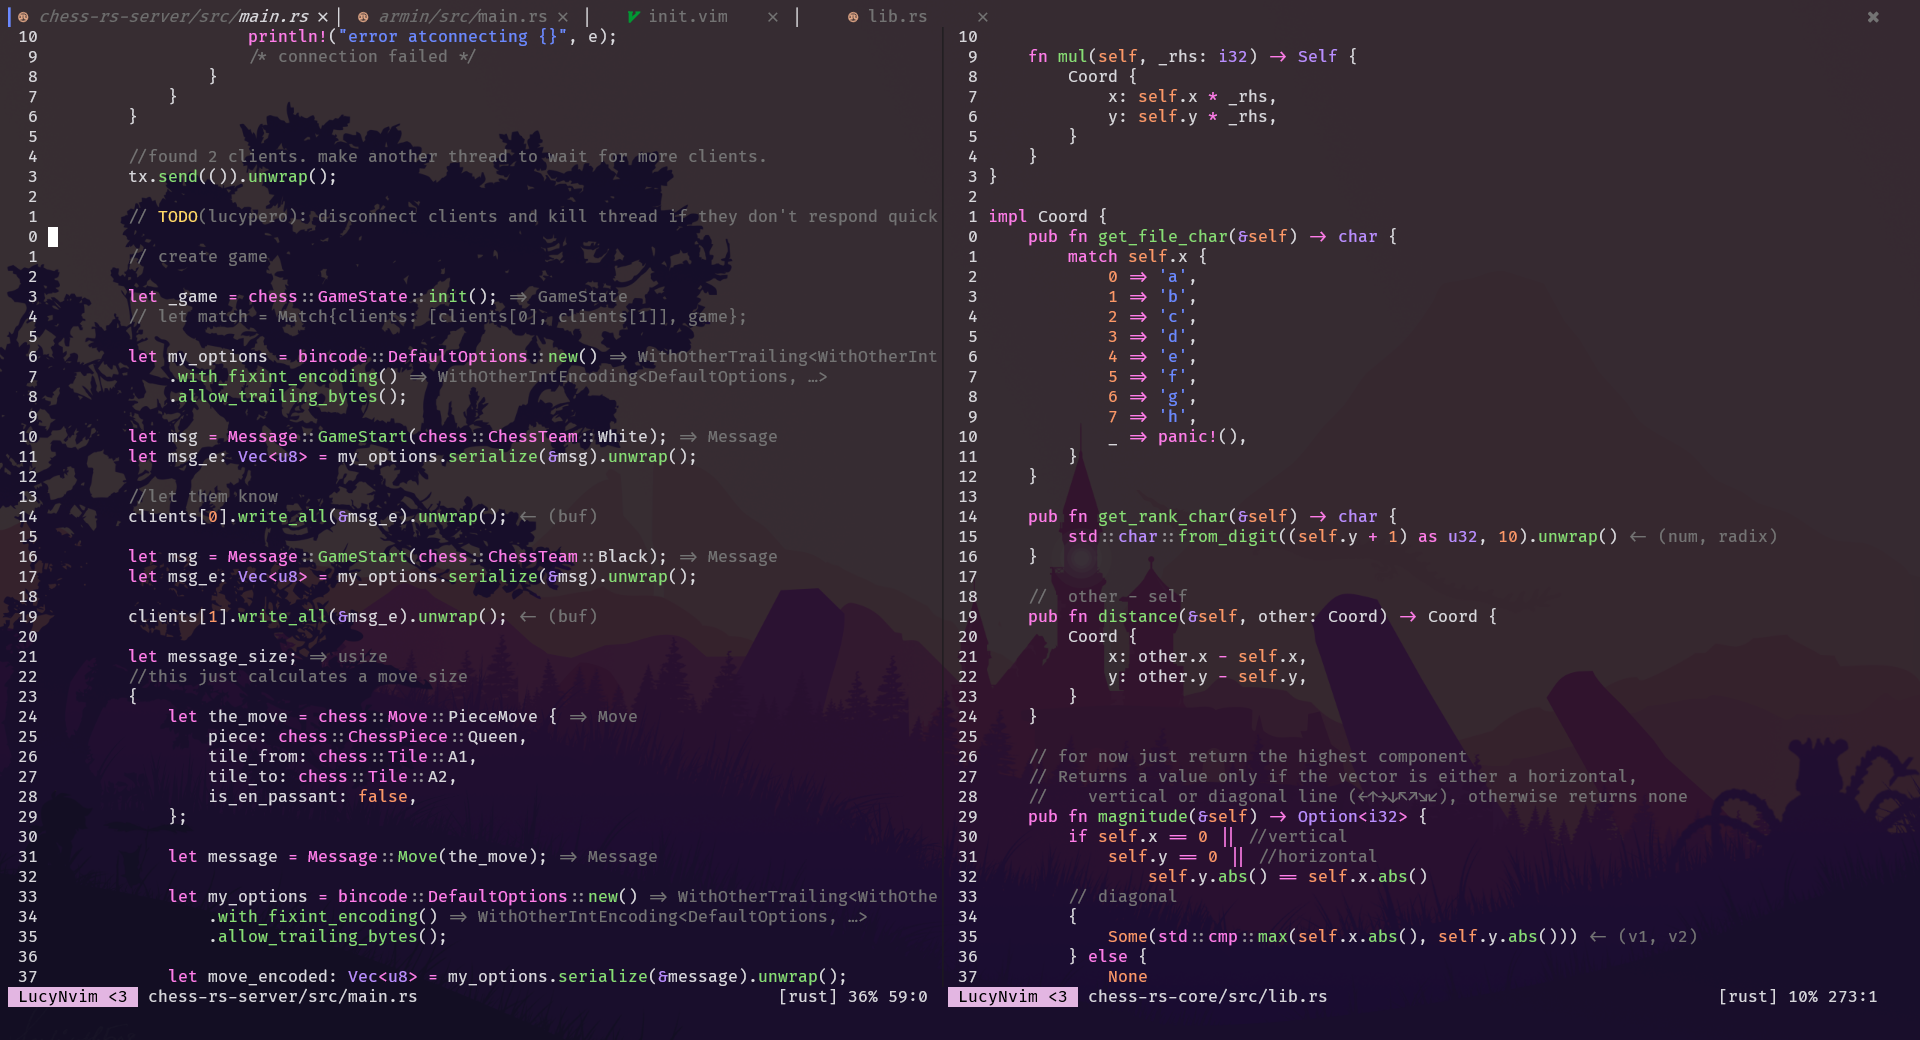 chess-rs-server/src/main.rs ✕ armin/src/main.rs ✕ init.vim ✕ lib.rs ✕ ✖
10 println!("error atconnecting {}", e);
9 /* connection failed */
8 }
7 }
6 }
5
4 //found 2 clients. make another thread to wait for more clients.
3 tx.send(()).unwrap();
2
1 // TODO(lucypero): disconnect clients and kill thread if they don't respond quick
0
1 // create game
2
3 let _game = chess::GameState::init(); => GameState
4 // let match = Match{clients: [clients[0], clients[1]], game};
5
6 let my_options = bincode::DefaultOptions::new() => WithOtherTrailing<WithOtherInt
7 .with_fixint_encoding() => WithOtherIntEncoding<DefaultOptions, …>
8 .allow_trailing_bytes();
9
10 let msg = Message::GameStart(chess::ChessTeam::White); => Message
11 let msg_e: Vec<u8> = my_options.serialize(&msg).unwrap();
12
13 //let them know
14 clients[0].write_all(&msg_e).unwrap(); <- (buf)
15
16 let msg = Message::GameStart(chess::ChessTeam::Black); => Message
17 let msg_e: Vec<u8> = my_options.serialize(&msg).unwrap();
18
19 clients[1].write_all(&msg_e).unwrap(); <- (buf)
20
21 let message_size; => usize
22 //this just calculates a move size
23 {
24 let the_move = chess::Move::PieceMove { => Move
25 piece: chess::ChessPiece::Queen,
26 tile_from: chess::Tile::A1,
27 tile_to: chess::Tile::A2,
28 is_en_passant: false,
29 };
30
31 let message = Message::Move(the_move); => Message
32
33 let my_options = bincode::DefaultOptions::new() => WithOtherTrailing<WithOthe
34 .with_fixint_encoding() => WithOtherIntEncoding<DefaultOptions, …>
35 .allow_trailing_bytes();
36
37 let move_encoded: Vec<u8> = my_options.serialize(&message).unwrap();
LucyNvim <3 chess-rs-server/src/main.rs [rust] 36% 59:0
10
9 fn mul(self, _rhs: i32) -> Self {
8 Coord {
7 x: self.x * _rhs,
6 y: self.y * _rhs,
5 }
4 }
3 }
2
1 impl Coord {
0 pub fn get_file_char(&self) -> char {
1 match self.x {
2 0 => 'a',
3 1 => 'b',
4 2 => 'c',
5 3 => 'd',
6 4 => 'e',
7 5 => 'f',
8 6 => 'g',
9 7 => 'h',
10 _ => panic!(),
11 }
12 }
13
14 pub fn get_rank_char(&self) -> char {
15 std::char::from_digit((self.y + 1) as u32, 10).unwrap() <- (num, radix)
16 }
17
18 //  other - self
19 pub fn distance(&self, other: Coord) -> Coord {
20 Coord {
21 x: other.x - self.x,
22 y: other.y - self.y,
23 }
24 }
25
26 // for now just return the highest component
27 // Returns a value only if the vector is either a horizontal,
28 //    vertical or diagonal line (←↑→↓↖↗↘↙), otherwise returns none
29 pub fn magnitude(&self) -> Option<i32> {
30 if self.x == 0 || //vertical
31 self.y == 0 || //horizontal
32 self.y.abs() == self.x.abs()
33 // diagonal
34 {
35 Some(std::cmp::max(self.x.abs(), self.y.abs())) <- (v1, v2)
36 } else {
37 None
LucyNvim <3 chess-rs-core/src/lib.rs [rust] 10% 273:1